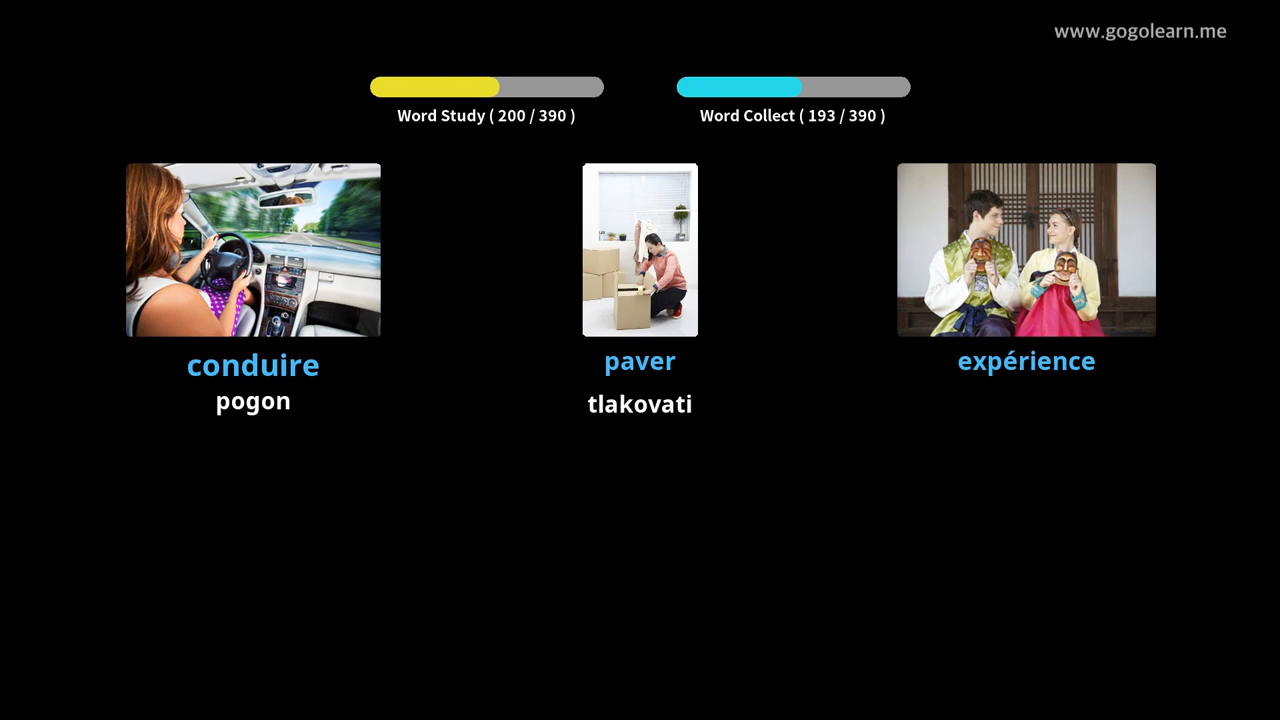 www.gogolearn.me
Word Study ( 200 / 390 )
Word Collect ( 193 / 390 )
conduire
pogon
paver
tlakovati
expérience